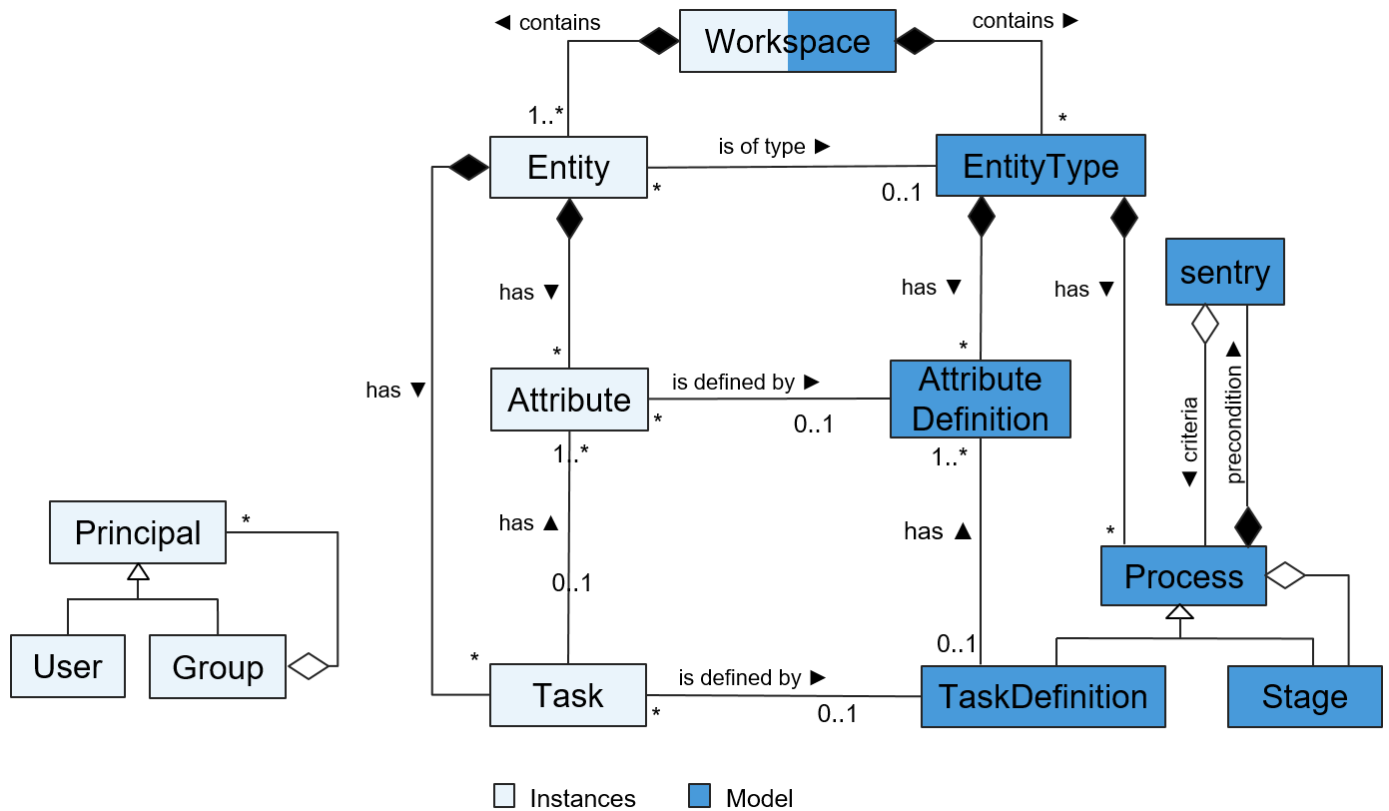 ◄ contains
Workspace
contains ►
1..*
*
Entity
is of type ►
EntityType
*
0..1
sentry
has ▼
has ▼
has ▼
*
*
has ▼
Attribute
is defined by ►
Attribute
Definition
*
0..1
1..*
1..*
◄ criteria
precondition ►
Principal
*
has ▲
has ▲
*
Process
0..1
0..1
User
Group
*
Task
is defined by ►
TaskDefinition
Stage
*
0..1
Instances
Model